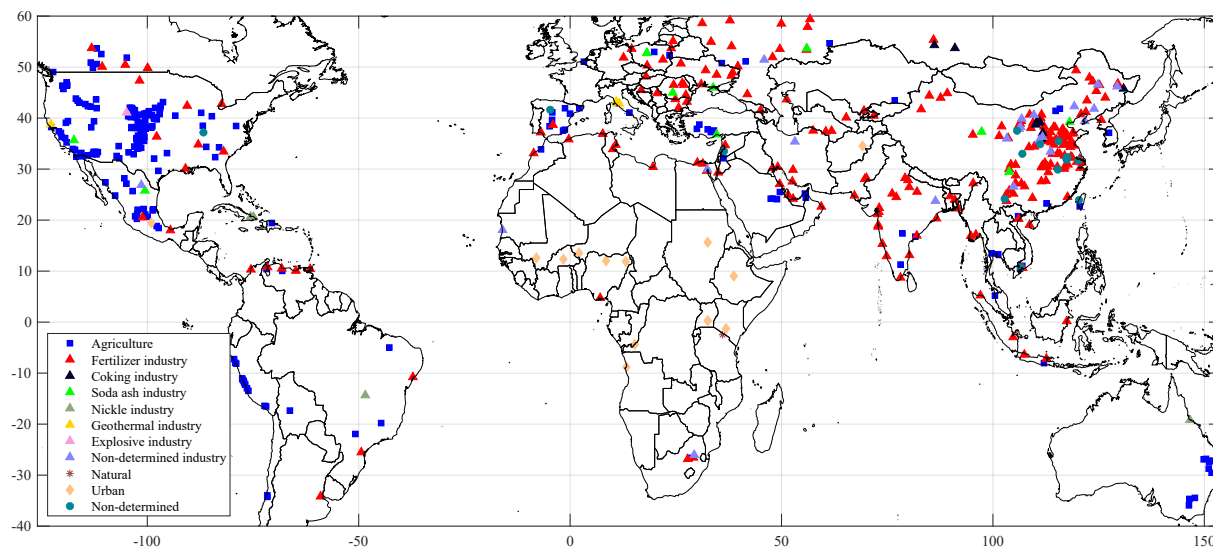 60
50
40
30
20
10
0
-10
-20
-30
-40
Agriculture
Fertilizer industry
Coking industry
Soda ash industry
Nickle industry
Geothermal industry
Explosive industry
Non-determined industry
Natural
Urban
Non-determined
-100 -50 0 50 100 150